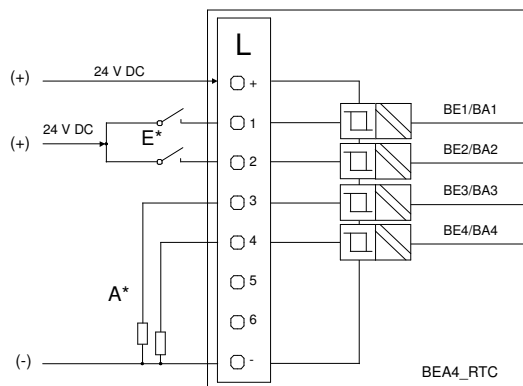 L
(+) 24 V DC +
(+) 24 V DC E* 1 BE1/BA1
2 BE2/BA2
3 BE3/BA3
4 BE4/BA4
5
A*
6
(-) -
BEA4_RTC